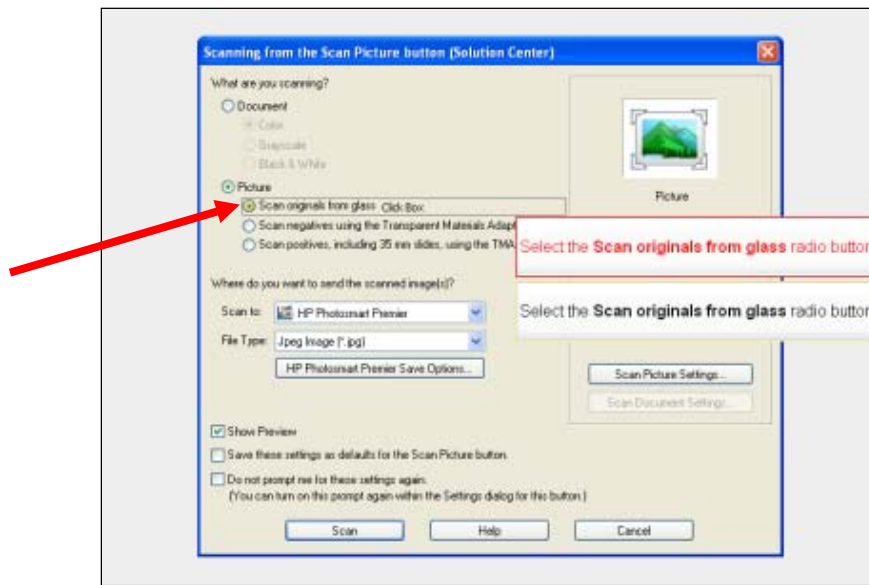 Scanning from the Scan Picture button (Solution Center)
What are you scanning?
Document
Color
Grayscale
Black & White
Picture
Scan originals from glass Click Box
Scan negatives using the Transparent Materials Adap
Scan positives, including 35 mm slides, using the TMA
Picture
Select the Scan originals from glass radio button
Select the Scan originals from glass radio button
Where do you want to send the scanned image(s)?
Scan to: HP Photosmart Premier
File Type: Jpeg Image (*.jpg)
HP Photosmart Premier Save Options...
Scan Picture Settings...
Scan Document Settings...
Show Preview
Save these settings as defaults for the Scan Picture button.
Do not prompt me for these settings again.
(You can turn on this prompt again within the Settings dialog for this button.)
Scan Help Cancel